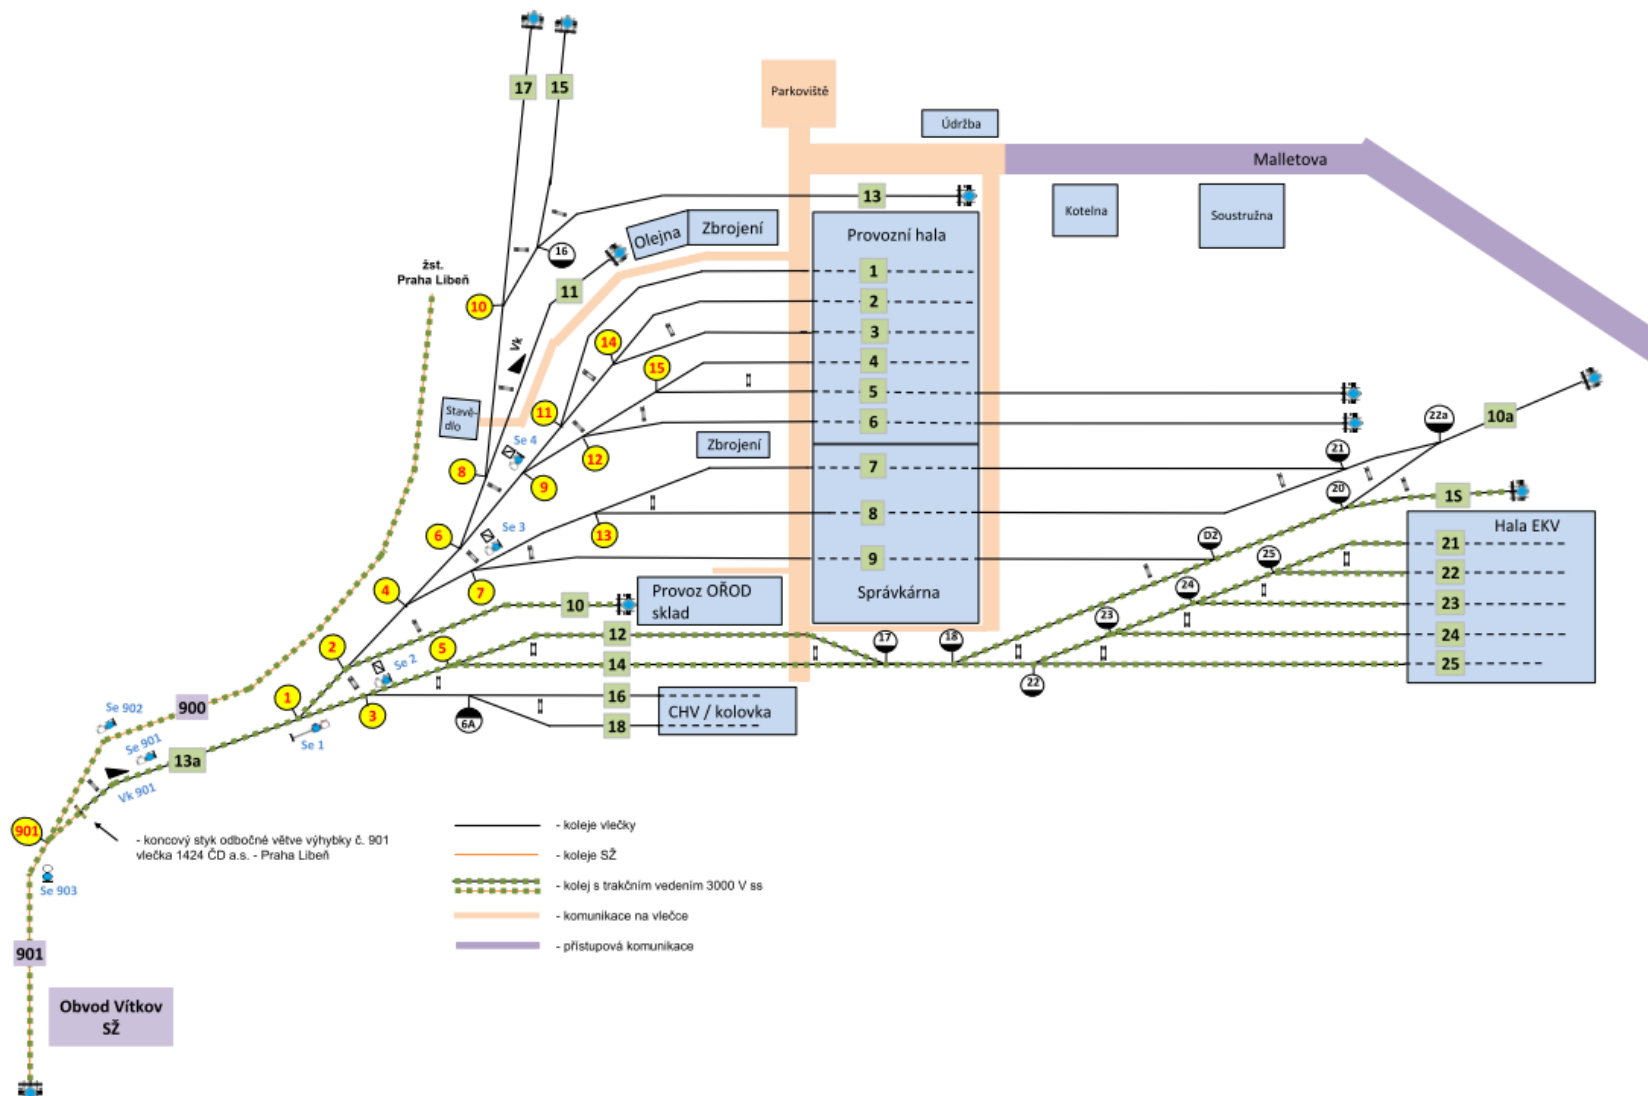 17
15
Parkoviště
Údržba
Malletova
13
Kotelna
Soustružna
Olejna
Zbrojení
Provozní hala
16
žst.
Praha Libeň
11
10
1
2
3
14
4
15
5
6
Vk
Stavě-
dlo
11
Se 4
12
Zbrojení
8
9
7
22a
10a
21
20
1S
6
Se 3
13
8
Hala EKV
21
DZ
25
22
9
4
7
Provoz OŘOD
sklad
Správkárna
24
23
10
12
23
24
2
5
Se 2
14
17
18
25
22
1
3
16
6A
CHV / kolovka
18
900
Se 902
Se 901
Se 1
13a
Vk 901
901
- koncový styk odbočné větve výhybky č. 901
vlečka 1424 ČD a.s. - Praha Libeň
Se 903
901
Obvod Vítkov
SŽ
- koleje vlečky
- koleje SŽ
- kolej s trakčním vedením 3000 V ss
- komunikace na vlečce
- přístupová komunikace